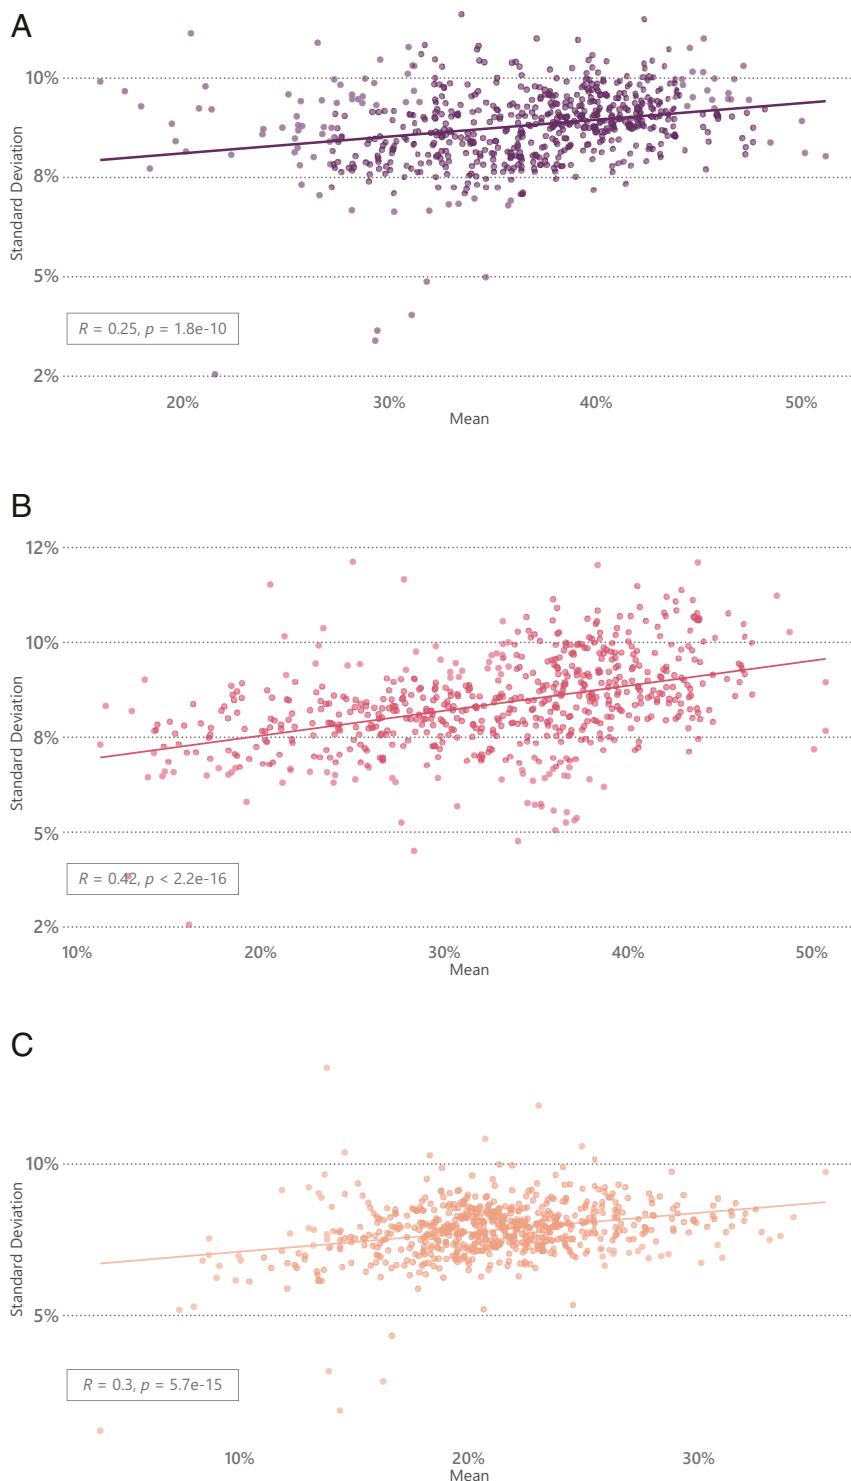 A
10%
8%
5%
2%
Standard Deviation
R = 0.25, p = 1.8e-10
20% 30% 40% 50%
Mean
B
12%
10%
8%
5%
2%
Standard Deviation
R = 0.42, p < 2.2e-16
10% 20% 30% 40% 50%
Mean
C
10%
5%
Standard Deviation
R = 0.3, p = 5.7e-15
10% 20% 30%
Mean